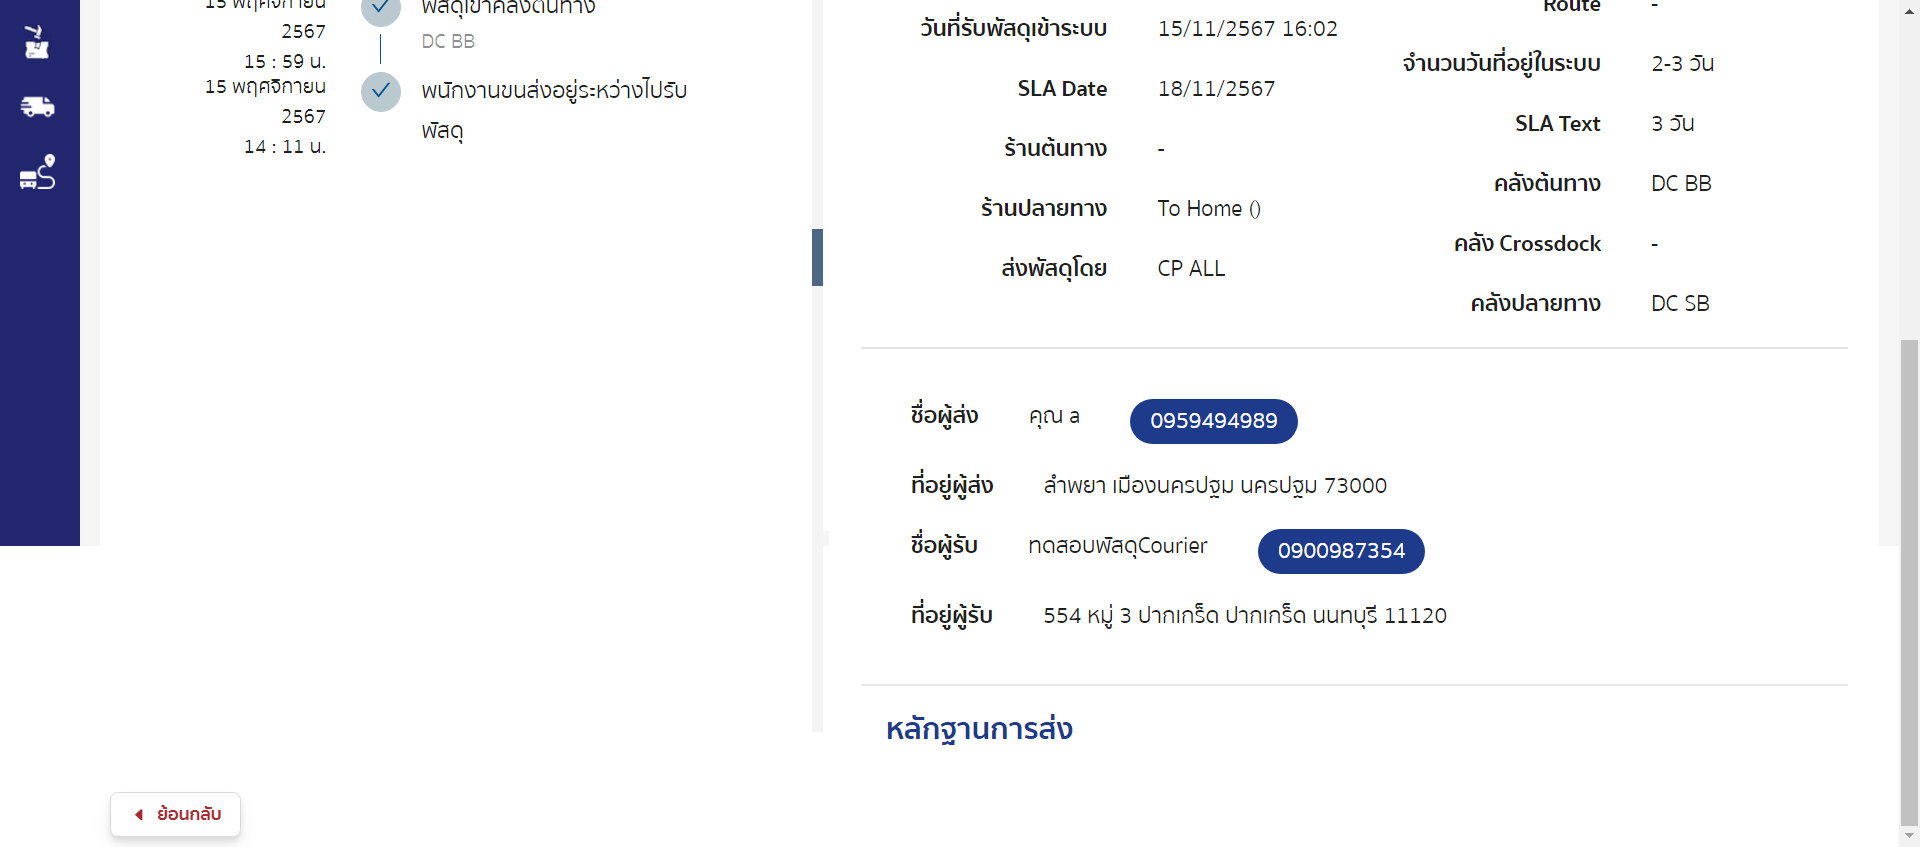 15 พฤศจิกายน
2567
15 : 59 น.
พัสดุเข้าคลังต้นทาง
DC BB
15 พฤศจิกายน
2567
14 : 11 น.
พนักงานขนส่งอยู่ระหว่างไปรับ
พัสดุ
วันที่รับพัสดุเข้าระบบ 15/11/2567 16:02
SLA Date 18/11/2567
ร้านต้นทาง -
ร้านปลายทาง To Home ()
ส่งพัสดุโดย CP ALL
Route -
จำนวนวันที่อยู่ในระบบ 2-3 วัน
SLA Text 3 วัน
คลังต้นทาง DC BB
คลัง Crossdock -
คลังปลายทาง DC SB
ชื่อผู้ส่ง คุณ a 0959494989
ที่อยู่ผู้ส่ง ลำพยา เมืองนครปฐม นครปฐม 73000
ชื่อผู้รับ ทดสอบพัสดุCourier 0900987354
ที่อยู่ผู้รับ 554 หมู่ 3 ปากเกร็ด ปากเกร็ด นนทบุรี 11120
หลักฐานการส่ง
ย้อนกลับ